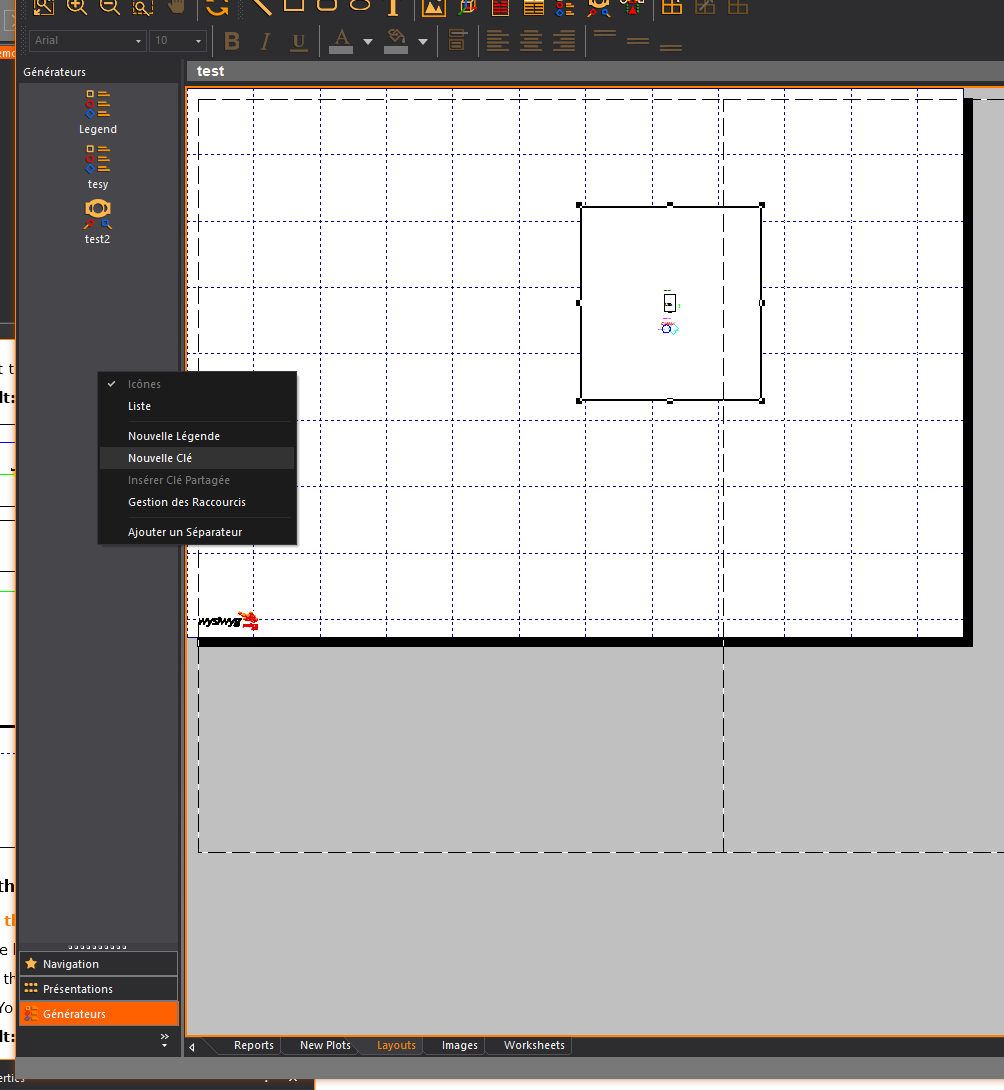 Arial
10
B
I
U
A
Générateurs
test
Legend
tesy
test2
Icônes
Liste
Nouvelle Légende
Nouvelle Clé
Insérer Clé Partagée
Gestion des Raccourcis
Ajouter un Séparateur
wysiwyg
Navigation
Présentations
Générateurs
Reports
New Plots
Layouts
Images
Worksheets